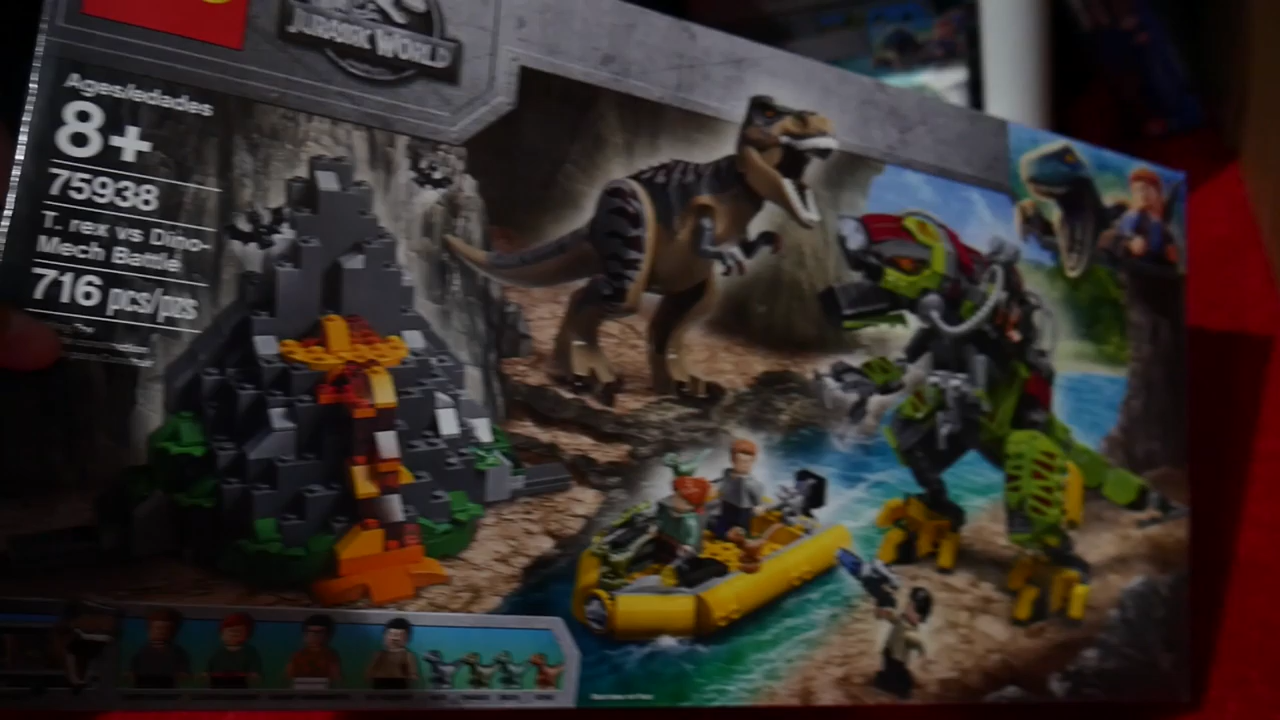 JURASSIC WORLD
Ages/edades
8+
75938
T. rex vs Dino-
Mech Battle
716 pcs/pzs